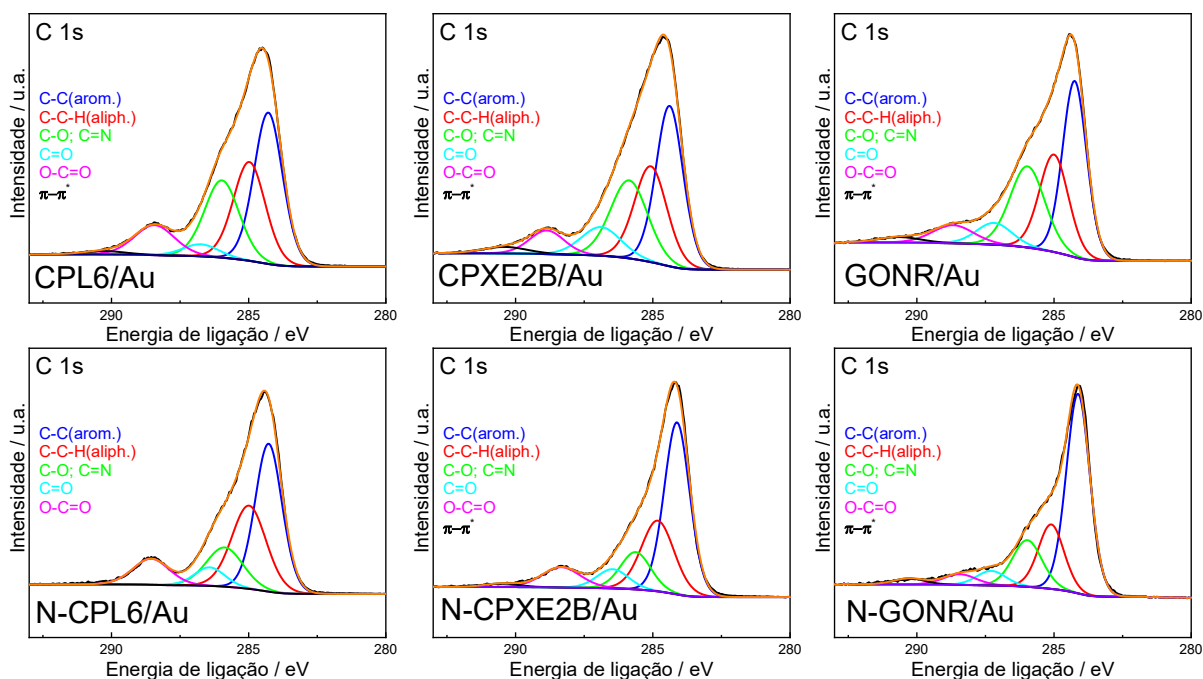 C 1s
Intensidade / u.a.
C-C(arom.)
C-C-H(aliph.)
C-O; C=N
C=O
O-C=O
π–π*
CPL6/Au
290 285 280
Energia de ligação / eV
C 1s
Intensidade / u.a.
C-C(arom.)
C-C-H(aliph.)
C-O; C=N
C=O
O-C=O
π–π*
CPXE2B/Au
290 285 280
Energia de ligação / eV
C 1s
Intensidade / u.a.
C-C(arom.)
C-C-H(aliph.)
C-O; C=N
C=O
O-C=O
π–π*
GONR/Au
290 285 280
Energia de ligação / eV
C 1s
Intensidade / u.a.
C-C(arom.)
C-C-H(aliph.)
C-O; C=N
C=O
O-C=O
N-CPL6/Au
290 285 280
Energia de ligação / eV
C 1s
Intensidade / u.a.
C-C(arom.)
C-C-H(aliph.)
C-O; C=N
C=O
O-C=O
π–π*
N-CPXE2B/Au
290 285 280
Energia de ligação / eV
C 1s
Intensidade / u.a.
C-C(arom.)
C-C-H(aliph.)
C-O; C=N
C=O
O-C=O
π–π*
N-GONR/Au
290 285 280
Energia de ligação / eV